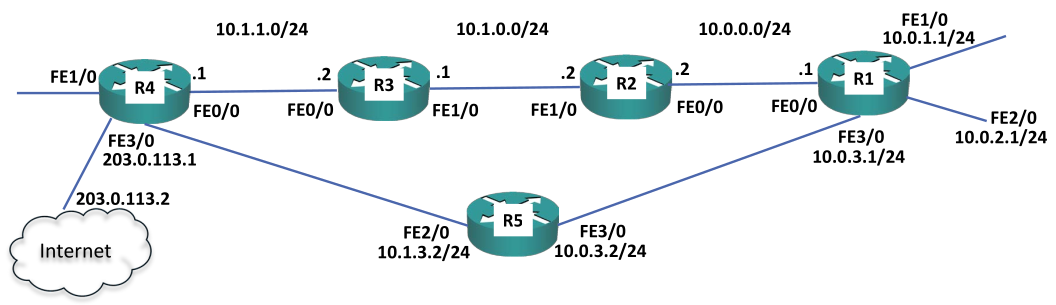 10.1.1.0/24
10.1.0.0/24
10.0.0.0/24
FE1/0
10.0.1.1/24
FE1/0
R4
.1
.2
R3
.1
.2
R2
.2
.1
R1
FE0/0
FE0/0
FE1/0
FE1/0
FE0/0
FE0/0
FE2/0
10.0.2.1/24
FE3/0
203.0.113.1
FE3/0
10.0.3.1/24
203.0.113.2
R5
Internet
FE2/0
10.1.3.2/24
FE3/0
10.0.3.2/24